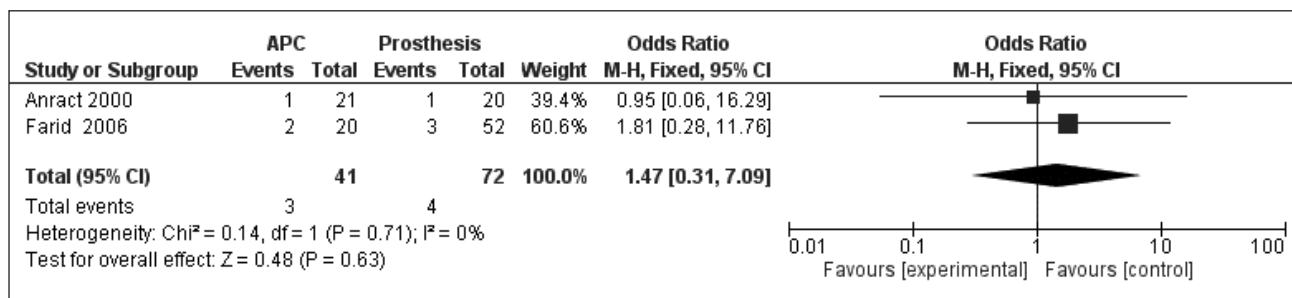 APC Prosthesis Odds Ratio Odds Ratio
Study or Subgroup Events Total Events Total Weight M-H, Fixed, 95% CI M-H, Fixed, 95% CI
Anract 2000 1 21 1 20 39.4% 0.95 [0.06, 16.29]
Farid 2006 2 20 3 52 60.6% 1.81 [0.28, 11.76]
Total (95% CI) 41 72 100.0% 1.47 [0.31, 7.09]
Total events 3 4
Heterogeneity: Chi² = 0.14, df = 1 (P = 0.71); I² = 0%
Test for overall effect: Z = 0.48 (P = 0.63)
0.01 0.1 1 10 100
Favours [experimental] Favours [control]